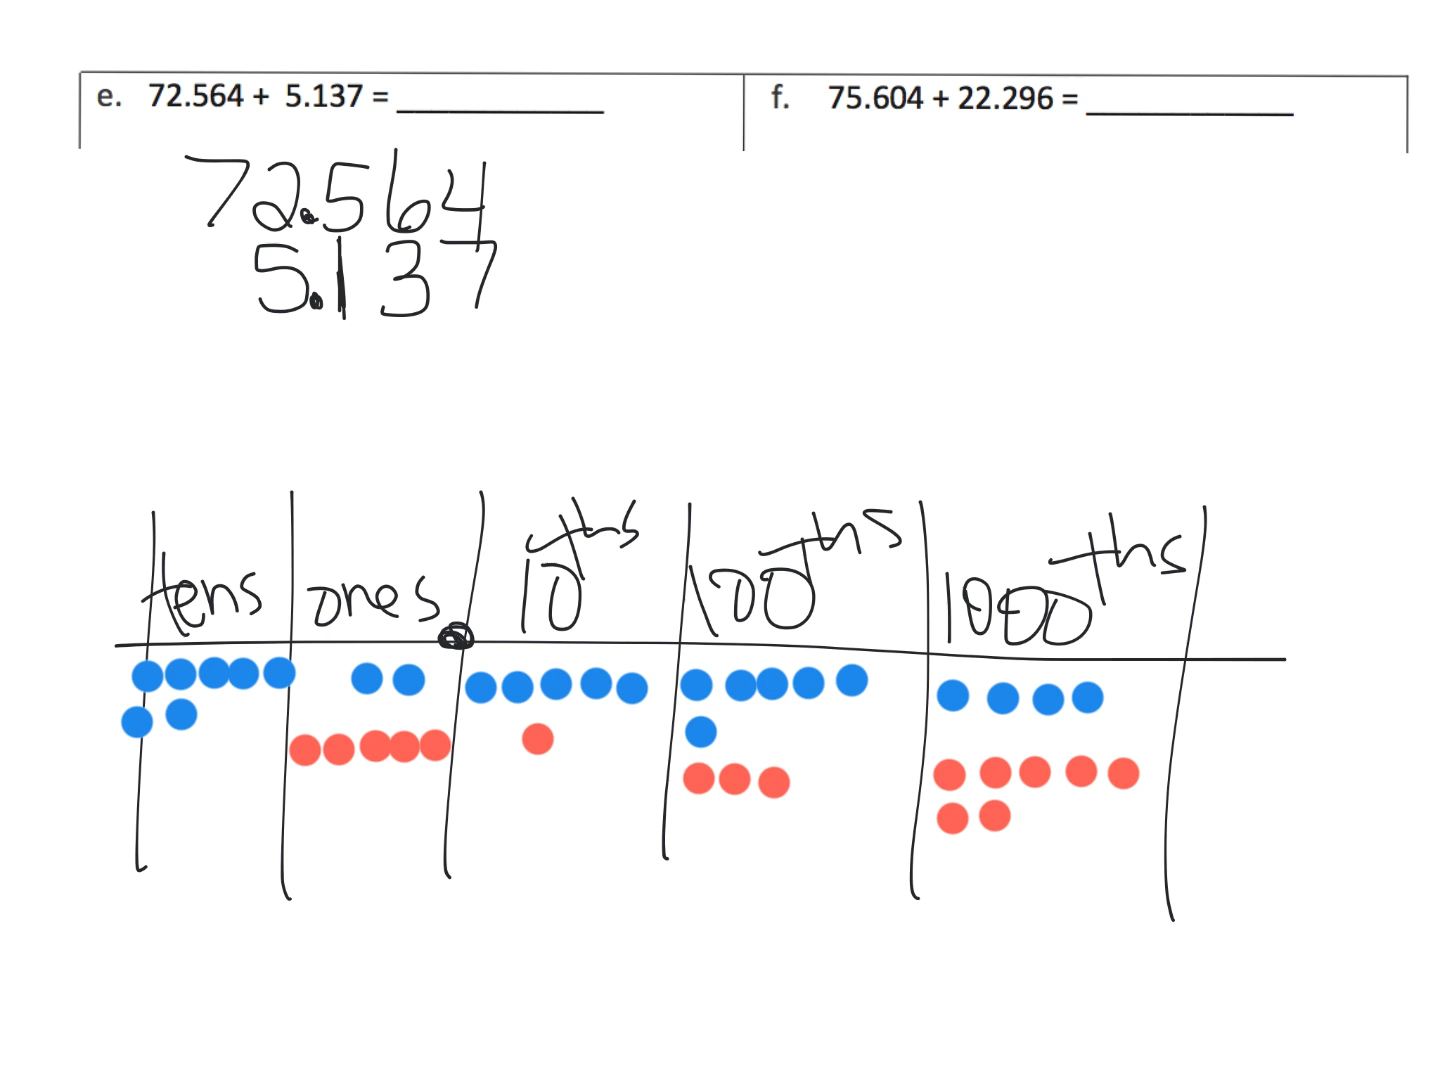 e. 72.564 + 5.137 = ____________
f. 75.604 + 22.296 = ____________
72.564
5.137
tens ones 10ths 100ths 1000ths